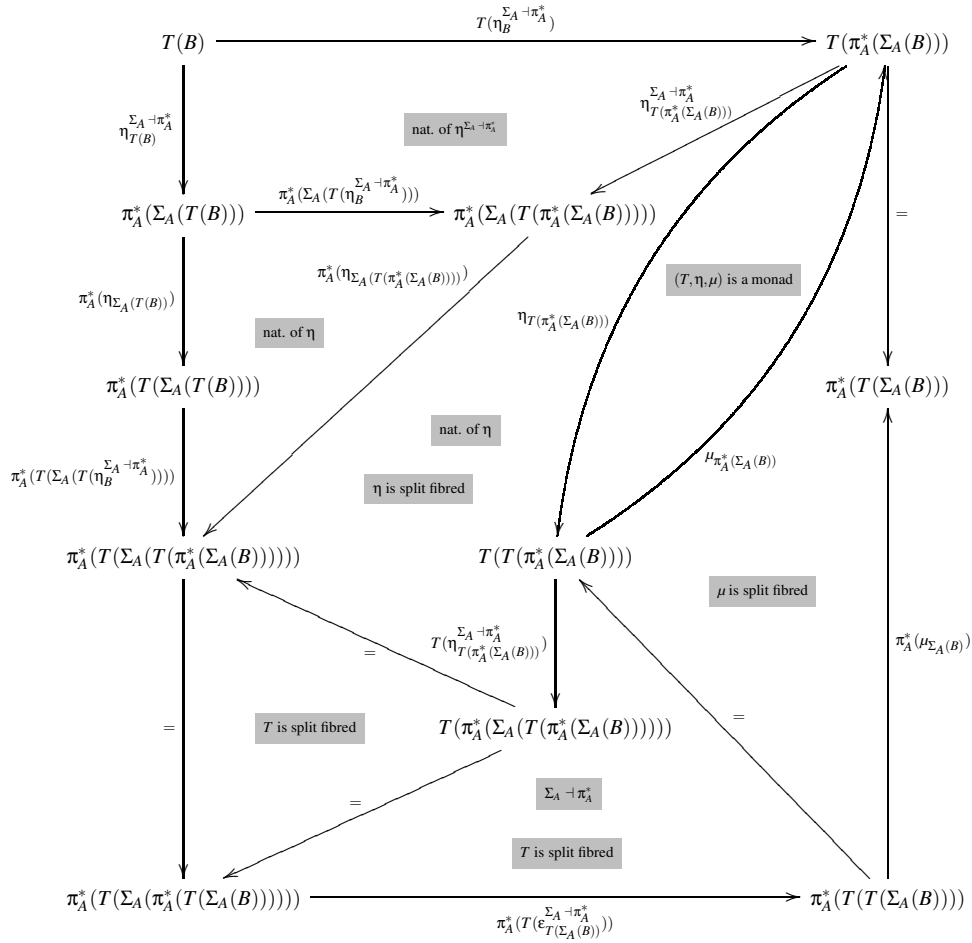 T(η_B^{Σ_A ⊣ π_A^*})
T(B)
T(π_A^*(Σ_A(B)))
η_{T(B)}^{Σ_A ⊣ π_A^*}
nat. of η^{Σ_A ⊣ π_A^*}
η_{T(π_A^*(Σ_A(B)))}^{Σ_A ⊣ π_A^*}
π_A^*(Σ_A(T(η_B^{Σ_A ⊣ π_A^*})))
π_A^*(Σ_A(T(B)))
π_A^*(Σ_A(T(π_A^*(Σ_A(B)))))
=
π_A^*(η_{Σ_A(T(π_A^*(Σ_A(B))))})
(T, η, μ) is a monad
π_A^*(η_{Σ_A(T(B))})
nat. of η
η_{T(π_A^*(Σ_A(B)))}
π_A^*(T(Σ_A(T(B))))
π_A^*(T(Σ_A(B)))
nat. of η
π_A^*(T(Σ_A(T(η_B^{Σ_A ⊣ π_A^*}))))
μ_{π_A^*(Σ_A(B))}
η is split fibred
π_A^*(T(Σ_A(T(π_A^*(Σ_A(B))))))
T(T(π_A^*(Σ_A(B))))
μ is split fibred
T(η_{T(π_A^*(Σ_A(B)))}^{Σ_A ⊣ π_A^*})
π_A^*(μ_{Σ_A(B)})
=
=
T is split fibred
T(π_A^*(Σ_A(T(π_A^*(Σ_A(B))))))
=
=
Σ_A ⊣ π_A^*
T is split fibred
π_A^*(T(Σ_A(π_A^*(T(Σ_A(B))))))
π_A^*(T(T(Σ_A(B))))
π_A^*(T(ε_{T(Σ_A(B))}^{Σ_A ⊣ π_A^*}))